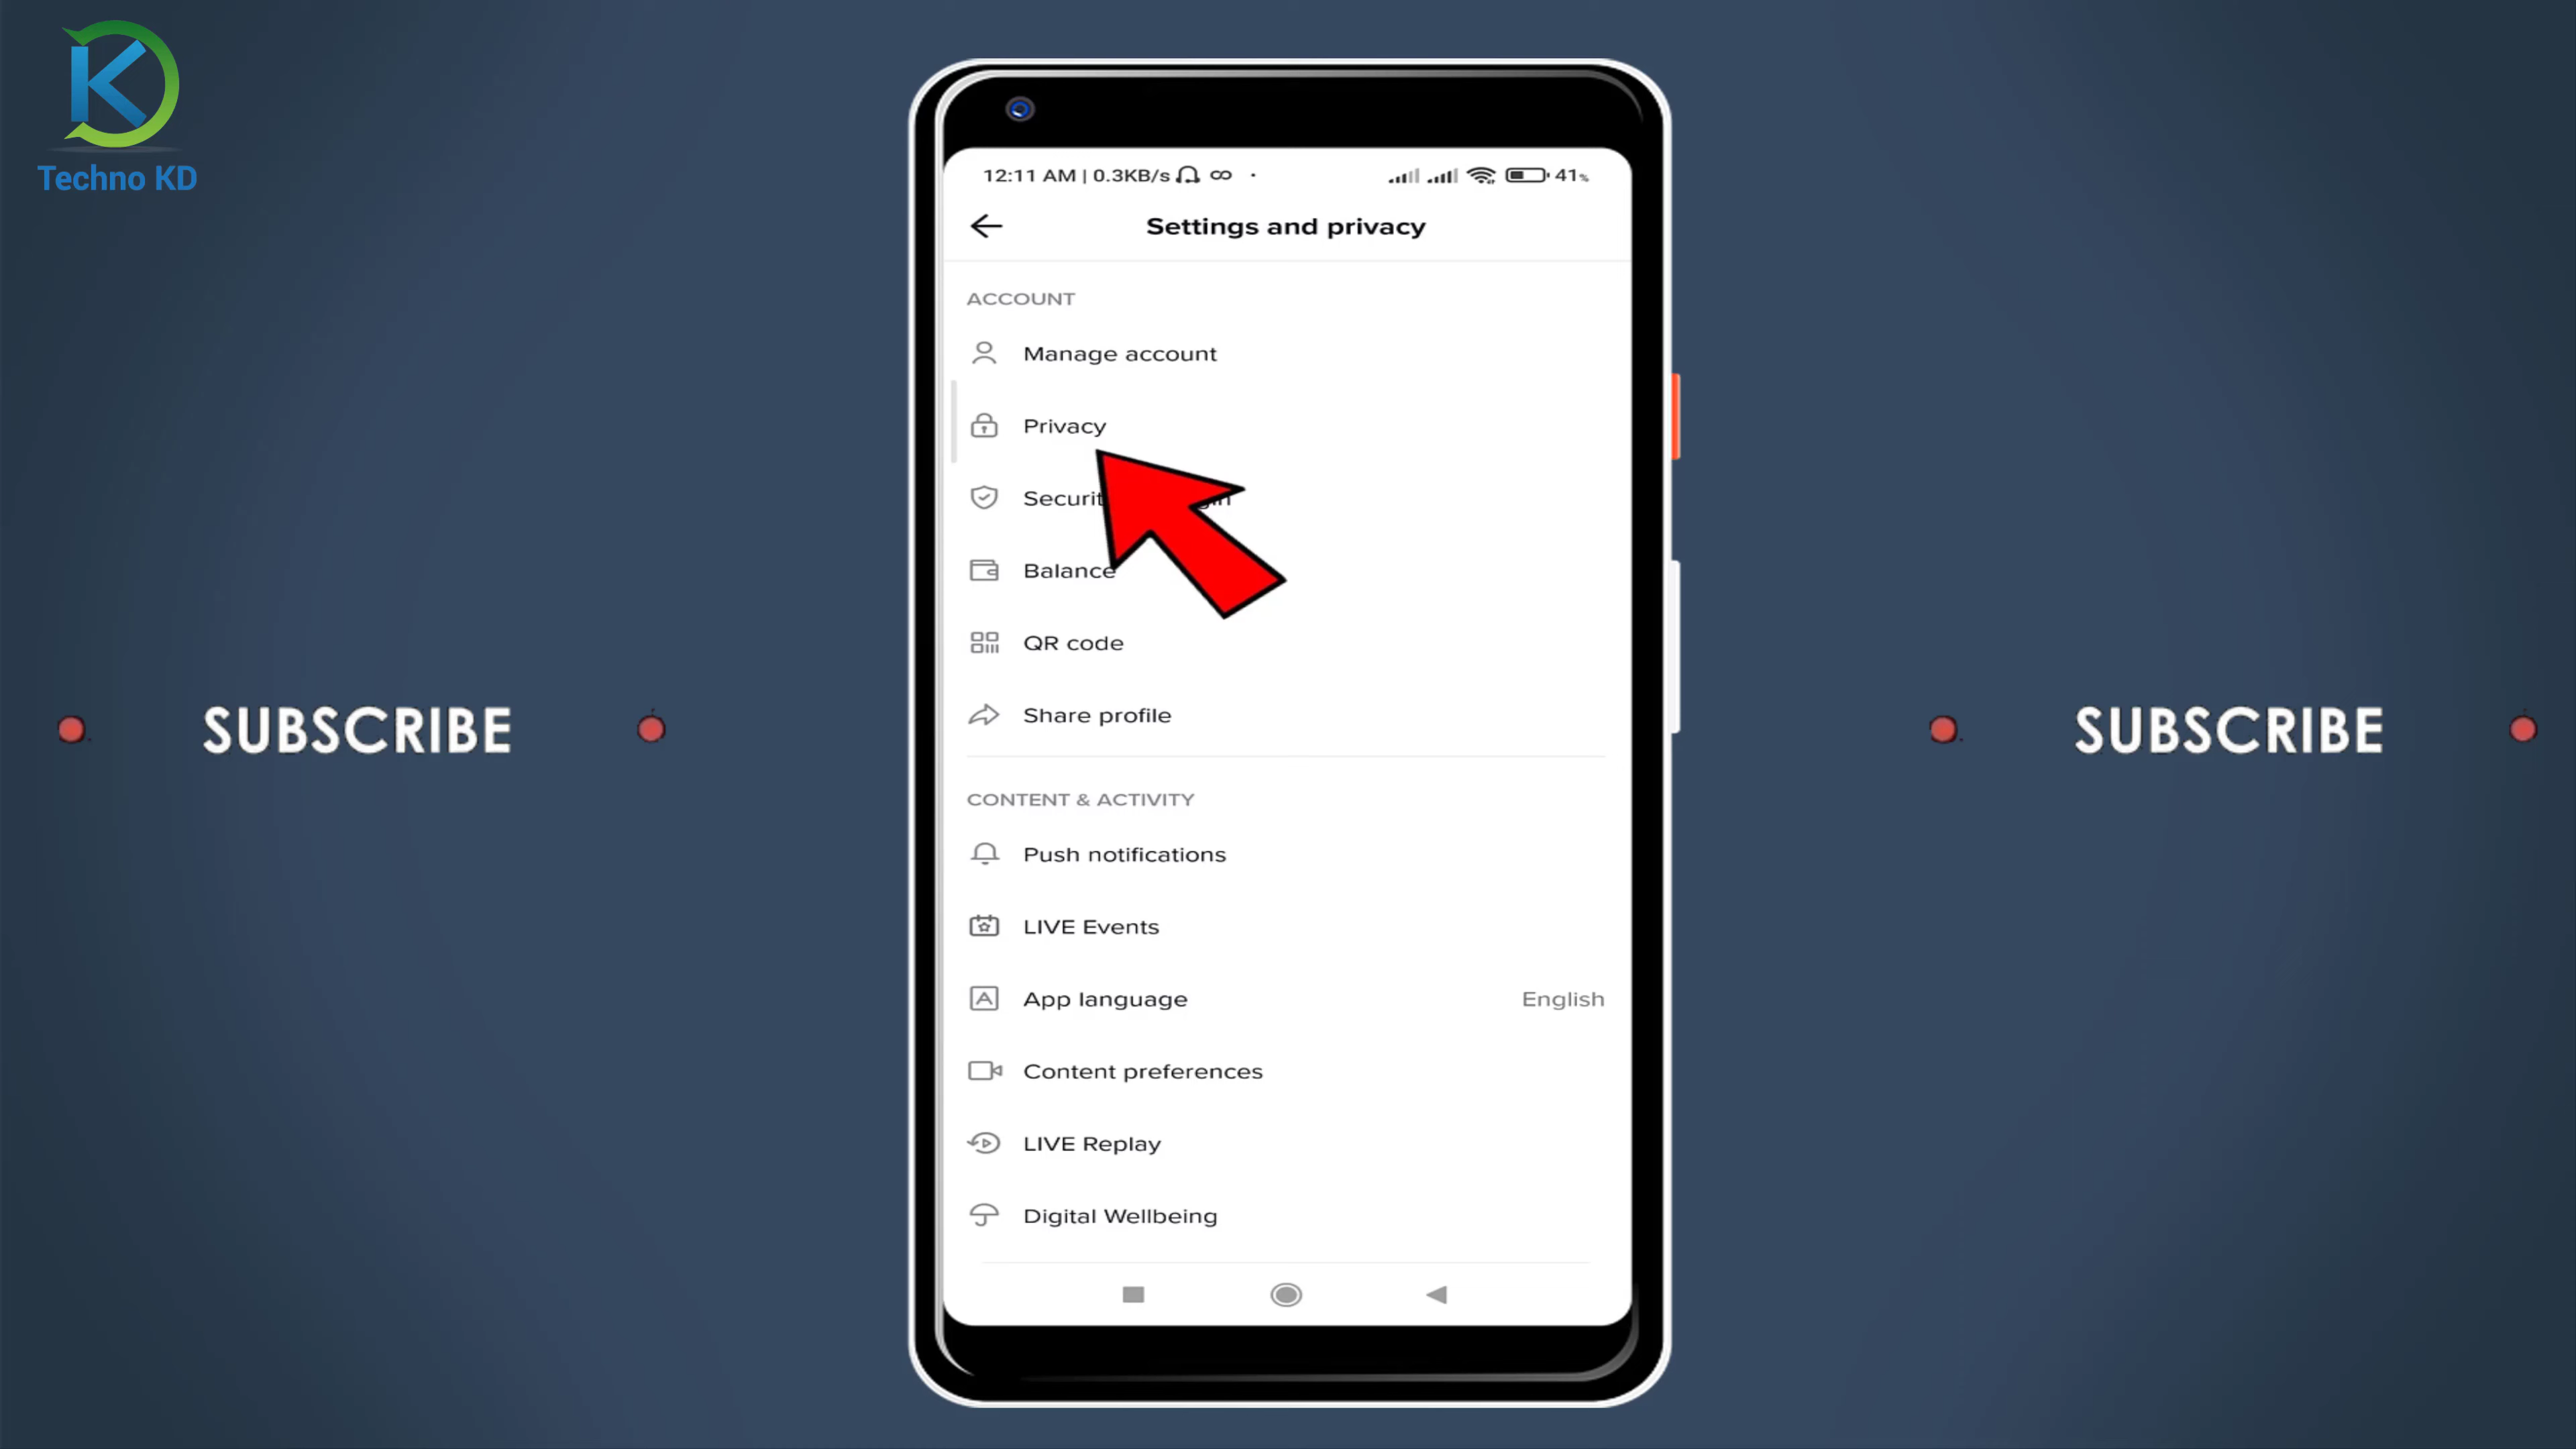 Techno KD
12:11 AM | 0.3KB/s
41%
Settings and privacy
ACCOUNT
Manage account
Privacy
Balance
QR code
Share profile
CONTENT & ACTIVITY
Push notifications
LIVE Events
App language English
Content preferences
LIVE Replay
Digital Wellbeing
SUBSCRIBE
SUBSCRIBE